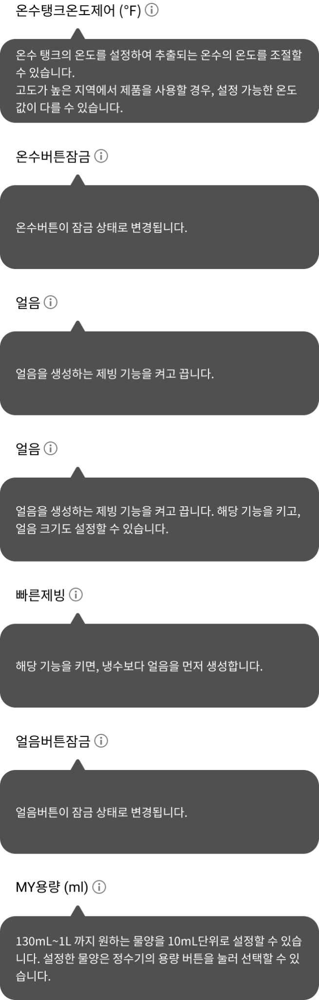 온수탱크온도제어 (°F)
온수 탱크의 온도를 설정하여 추출되는 온수의 온도를 조절할
수 있습니다.
고도가 높은 지역에서 제품을 사용할 경우, 설정 가능한 온도
값이 다를 수 있습니다.
온수버튼잠금
온수버튼이 잠금 상태로 변경됩니다.
얼음
얼음을 생성하는 제빙 기능을 켜고 끕니다.
얼음
얼음을 생성하는 제빙 기능을 켜고 끕니다. 해당 기능을 키고,
얼음 크기도 설정할 수 있습니다.
빠른제빙
해당 기능을 키면, 냉수보다 얼음을 먼저 생성합니다.
얼음버튼잠금
얼음버튼이 잠금 상태로 변경됩니다.
MY용량 (ml)
130mL~1L 까지 원하는 물양을 10mL단위로 설정할 수 있습
니다. 설정한 물양은 정수기의 용량 버튼을 눌러 선택할 수 있
습니다.